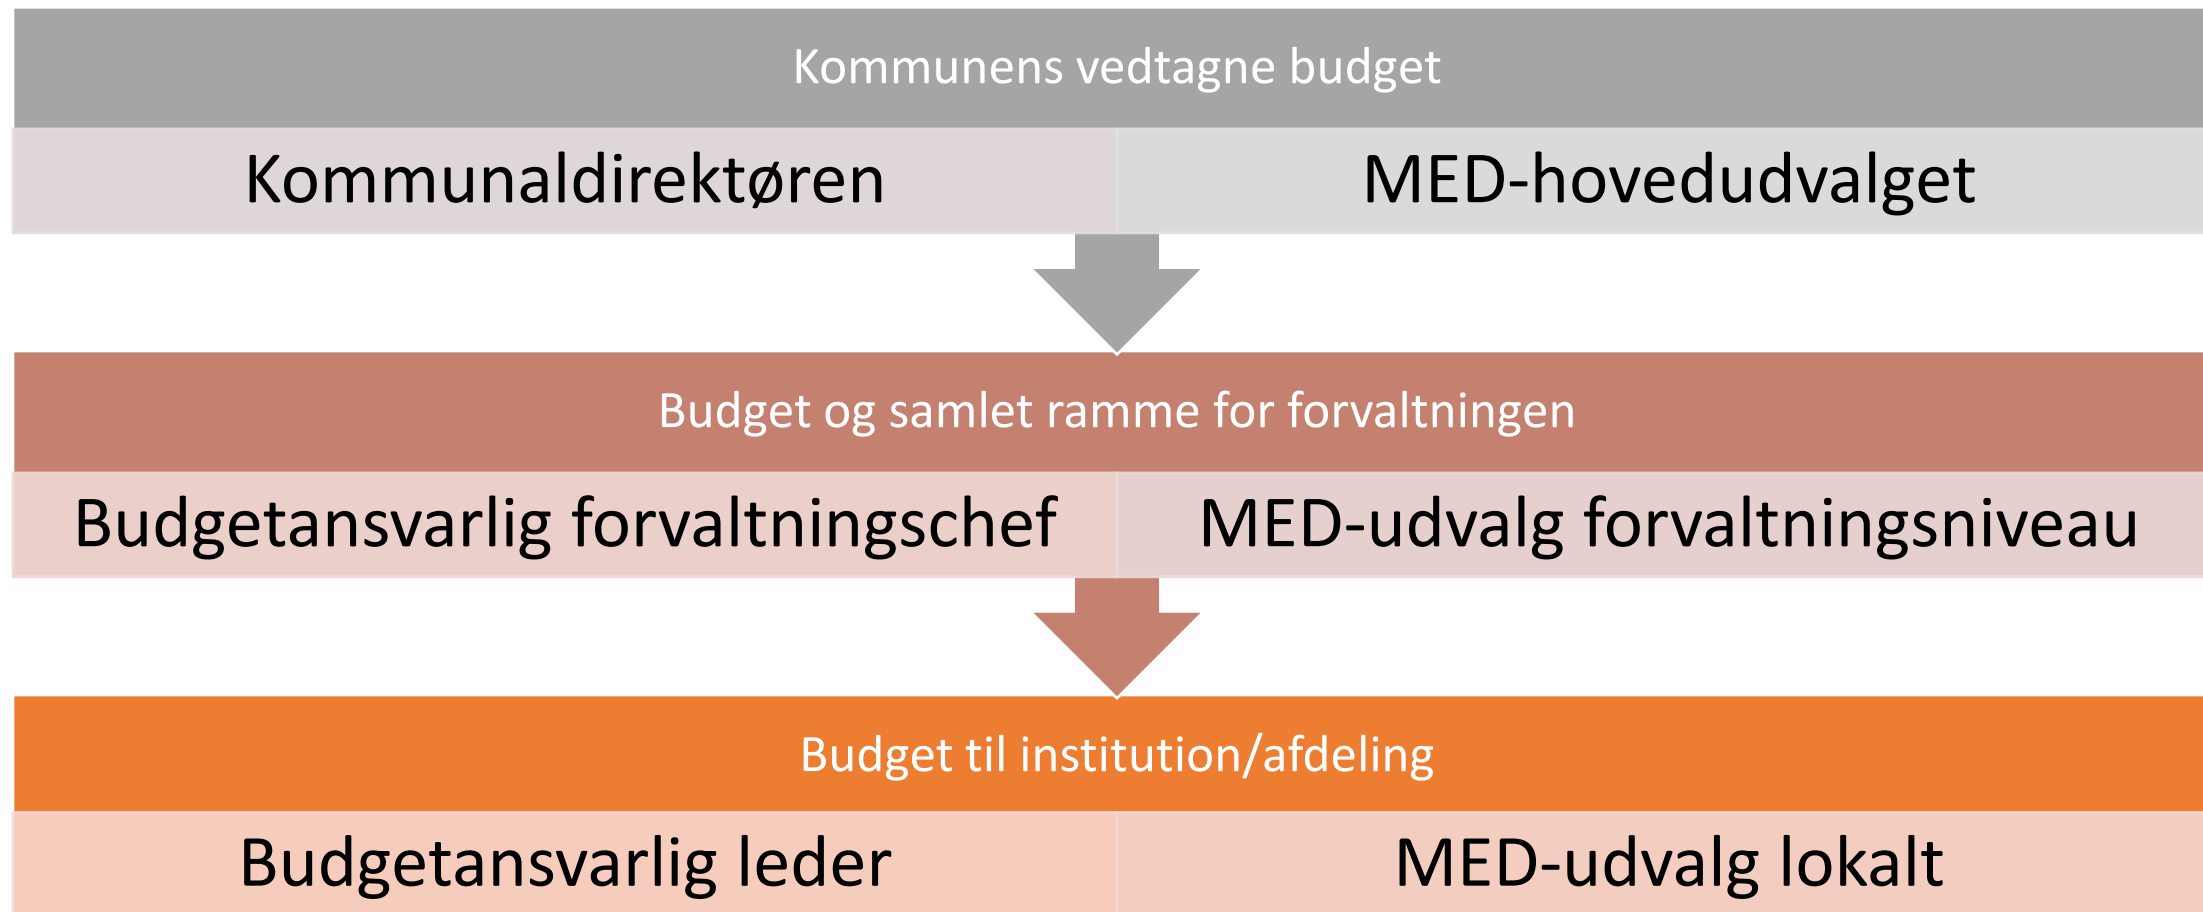 Kommunens vedtagne budget
Kommunaldirektøren
MED-hovedudvalget
Budget og samlet ramme for forvaltningen
Budgetansvarlig forvaltningschef
MED-udvalg forvaltningsniveau
Budget til institution/afdeling
Budgetansvarlig leder
MED-udvalg lokalt